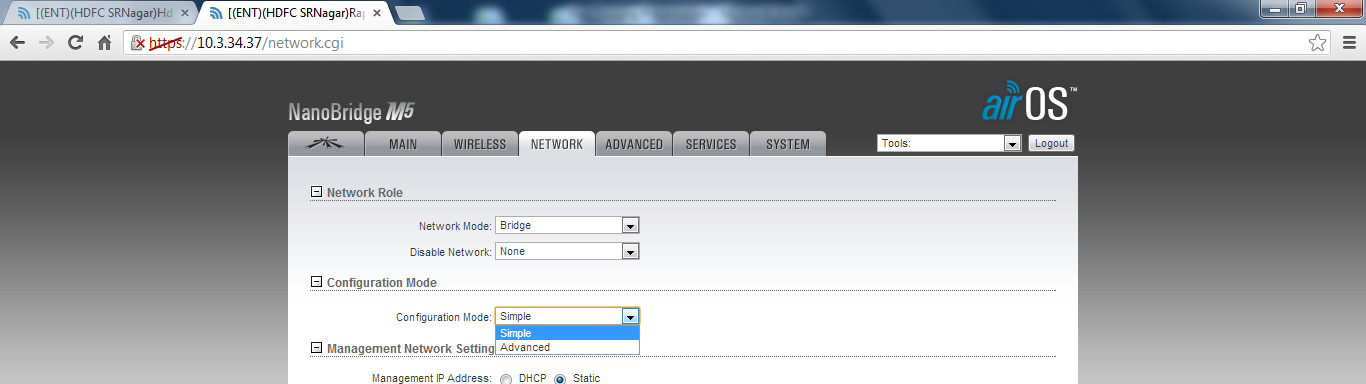 [(ENT)(HDFC SRNagar)Hd
[(ENT)(HDFC SRNagar)Rap
https://10.3.34.37/network.cgi
NanoBridge M5
airOS™
MAIN
WIRELESS
NETWORK
ADVANCED
SERVICES
SYSTEM
Tools:
Logout
Network Role
Network Mode: Bridge
Disable Network: None
Configuration Mode
Configuration Mode: Simple
Simple
Advanced
Management Network Setting
Management IP Address: DHCP Static